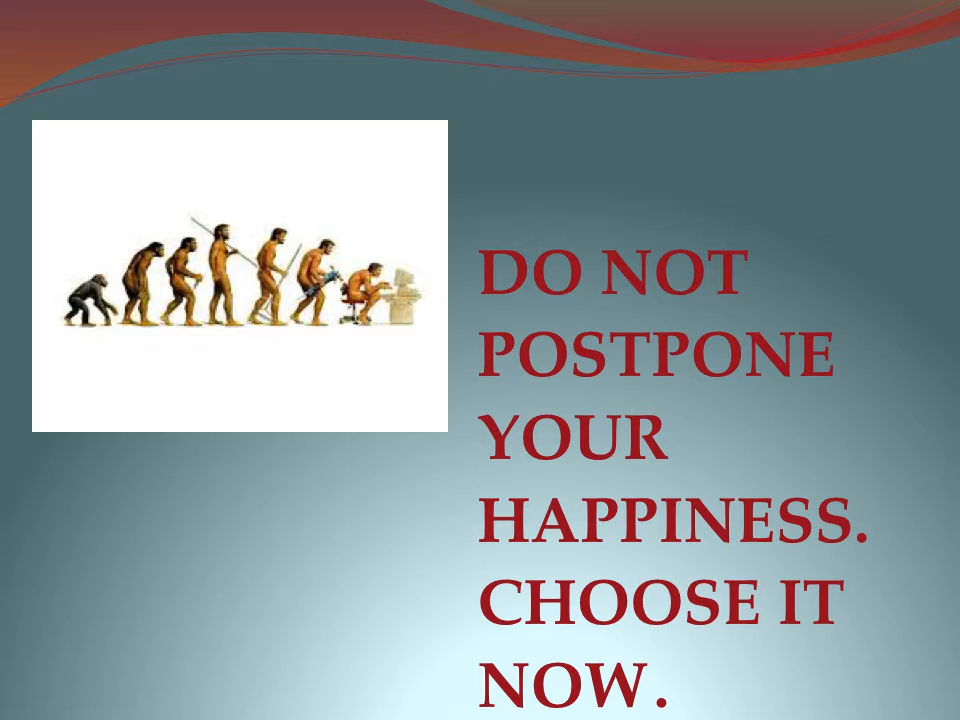 DO NOT
POSTPONE
YOUR
HAPPINESS.
CHOOSE IT
NOW.